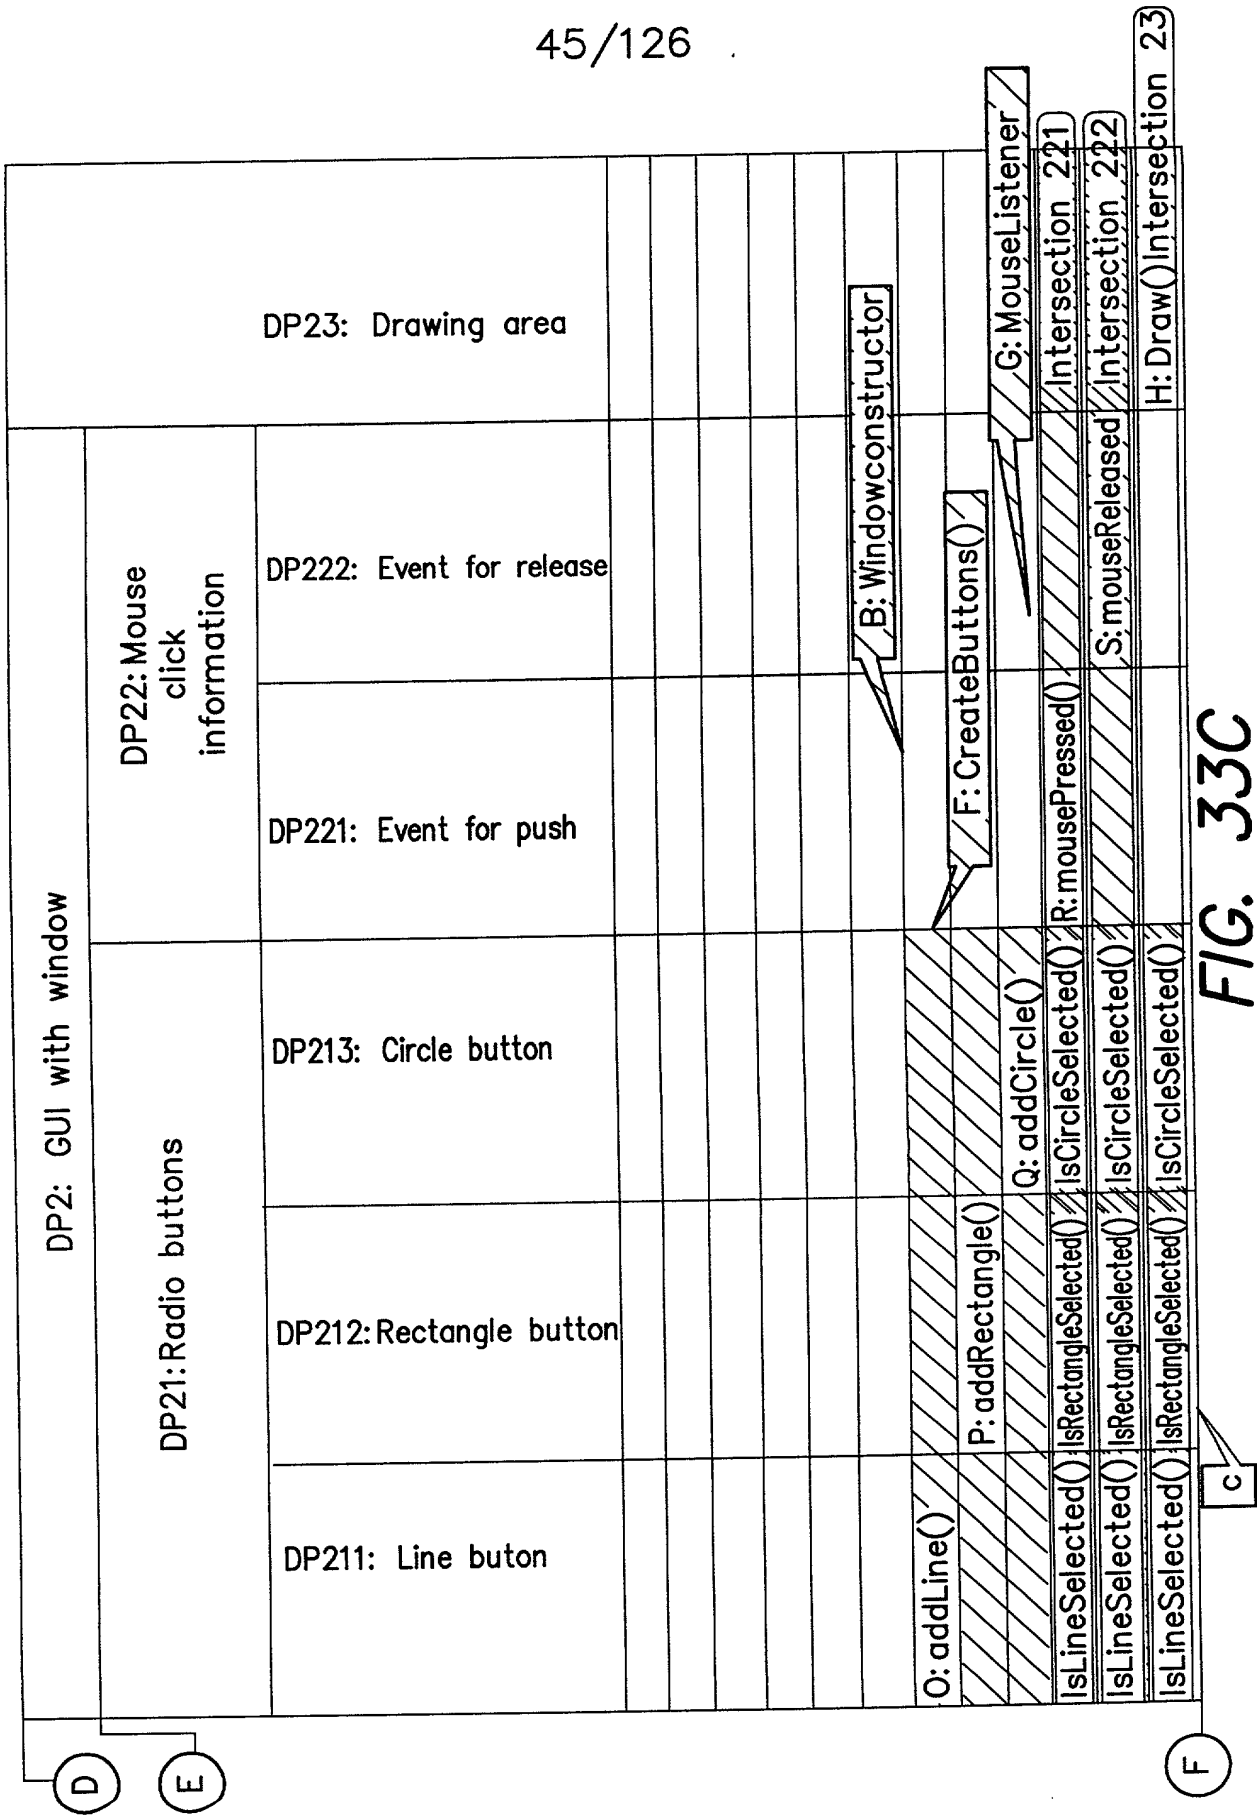 45/126
D
E
DP2: GUI with window
DP21: Radio buttons
DP22: Mouse
click
information
DP211: Line buton
DP212: Rectangle button
DP213: Circle button
DP221: Event for push
DP222: Event for release
DP23: Drawing area
B: Windowconstructor
O: addLine()
F: CreateButtons()
P: addRectangle()
G: MouseListener
Q: addCircle()
IsLineSelected() IsRectangleSelected() IsCircleSelected() R: mousePressed() Intersection 221
IsLineSelected() IsRectangleSelected() IsCircleSelected() S: mouseReleased Intersection 222
IsLineSelected() IsRectangleSelected() IsCircleSelected() H: Draw() Intersection 23
F
C
FIG. 33C